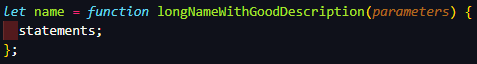 let name = function longNameWithGoodDescription(parameters) {
  statements;
};